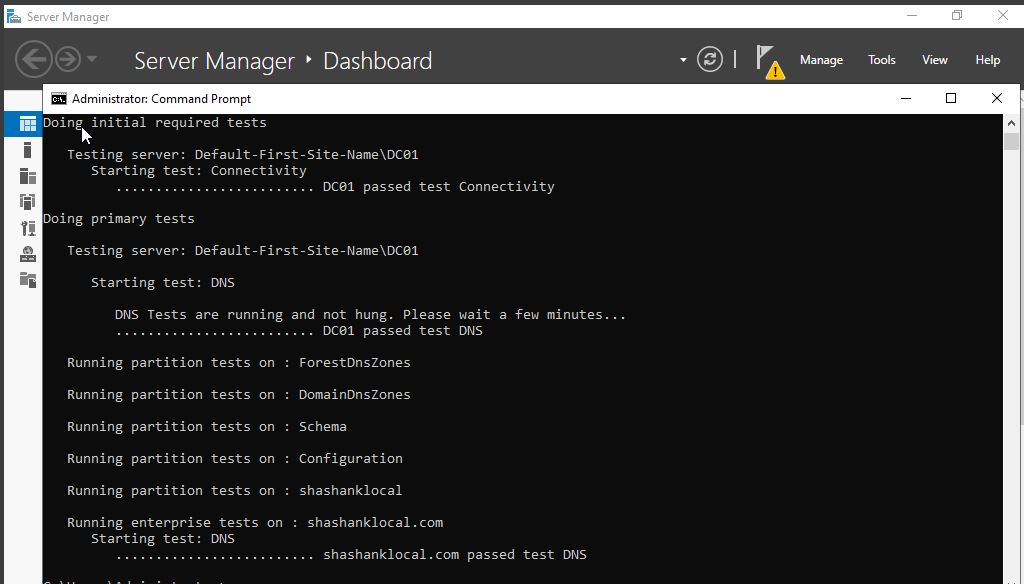 Server Manager
Server Manager Dashboard
Manage Tools View Help
Administrator: Command Prompt
Doing initial required tests
Testing server: Default-First-Site-Name\DC01
Starting test: Connectivity
......................... DC01 passed test Connectivity
Doing primary tests
Testing server: Default-First-Site-Name\DC01
Starting test: DNS
DNS Tests are running and not hung. Please wait a few minutes...
......................... DC01 passed test DNS
Running partition tests on : ForestDnsZones
Running partition tests on : DomainDnsZones
Running partition tests on : Schema
Running partition tests on : Configuration
Running partition tests on : shashanklocal
Running enterprise tests on : shashanklocal.com
Starting test: DNS
......................... shashanklocal.com passed test DNS